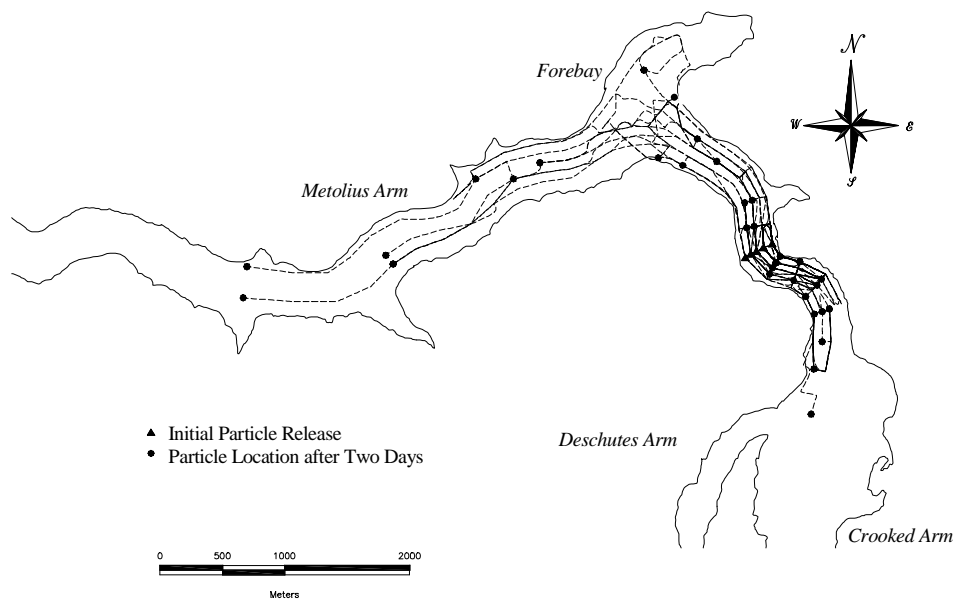 N
Forebay
W
E
S
Metolius Arm
Initial Particle Release
Particle Location after Two Days
Deschutes Arm
Crooked Arm
0 500 1000 2000
Meters